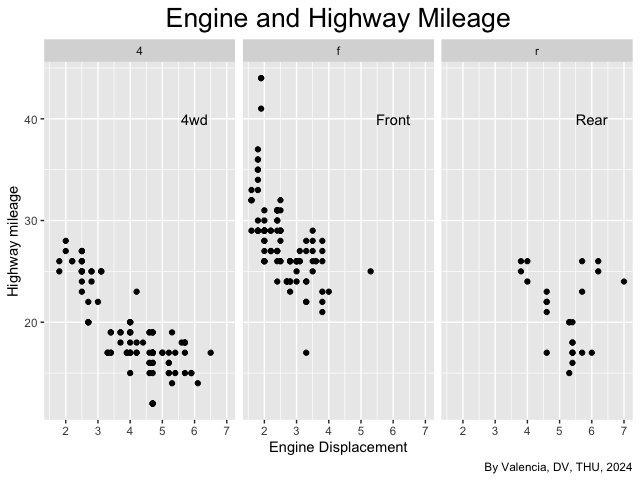 Engine and Highway Mileage
4 f r
4wd Front Rear
40
30
20
Highway mileage
2 3 4 5 6 7 2 3 4 5 6 7 2 3 4 5 6 7
Engine Displacement
By Valencia, DV, THU, 2024